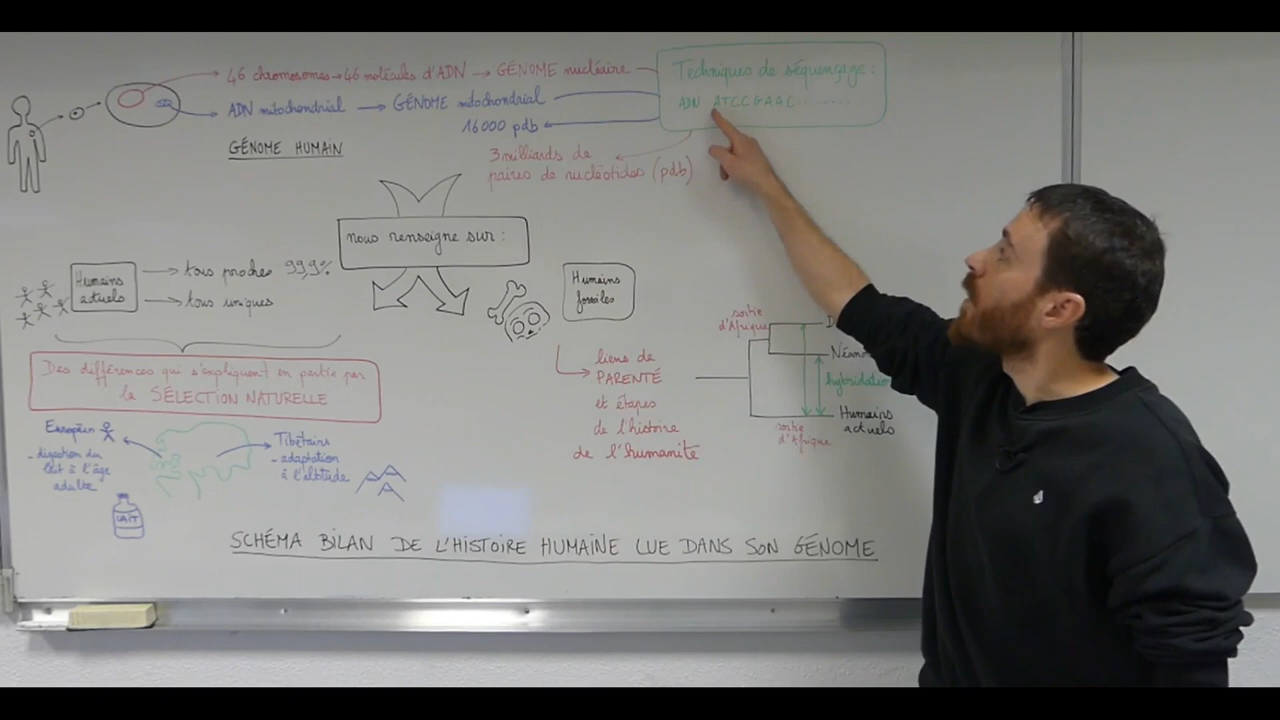 46 chromosomes → 46 molécules d'ADN → GÉNOME nucléaire
ADN mitochondrial → GÉNOME mitochondrial
16000 pdb
GÉNOME HUMAIN
Techniques de séquençage :
ADN ATCCGAAC.........
3 milliards de
paires de nucléotides (pdb)
nous renseigne sur :
Humains
actuels
tous proches 99,9%
tous uniques
Des différences qui s'expliquent en partie par
la SÉLECTION NATURELLE
Européen
- digestion du
lait à l'âge
adulte
LAIT
Tibétains
- adaptation
à l'altitude
Humains
fossiles
liens de
PARENTÉ
et étapes
de l'histoire
de l'humanité
sortie
d'Afrique
D
Néan
hybridation
Humains
actuels
sortie
d'Afrique
SCHÉMA BILAN DE L'HISTOIRE HUMAINE LUE DANS SON GÉNOME